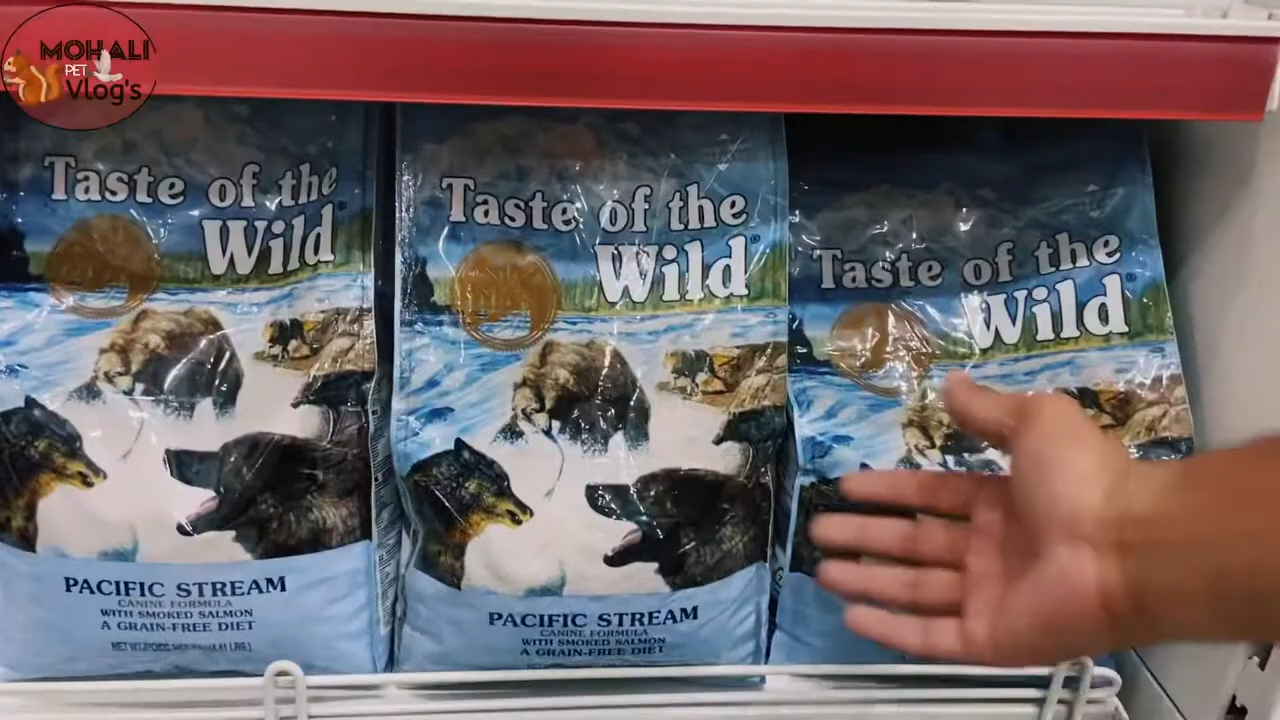 MOHALI
PET
Vlog's
Taste of the
Wild
PACIFIC STREAM
CANINE FORMULA
WITH SMOKED SALMON
A GRAIN-FREE DIET
Taste of the
Wild
PACIFIC STREAM
CANINE FORMULA
WITH SMOKED SALMON
A GRAIN-FREE DIET
Taste of the
Wild